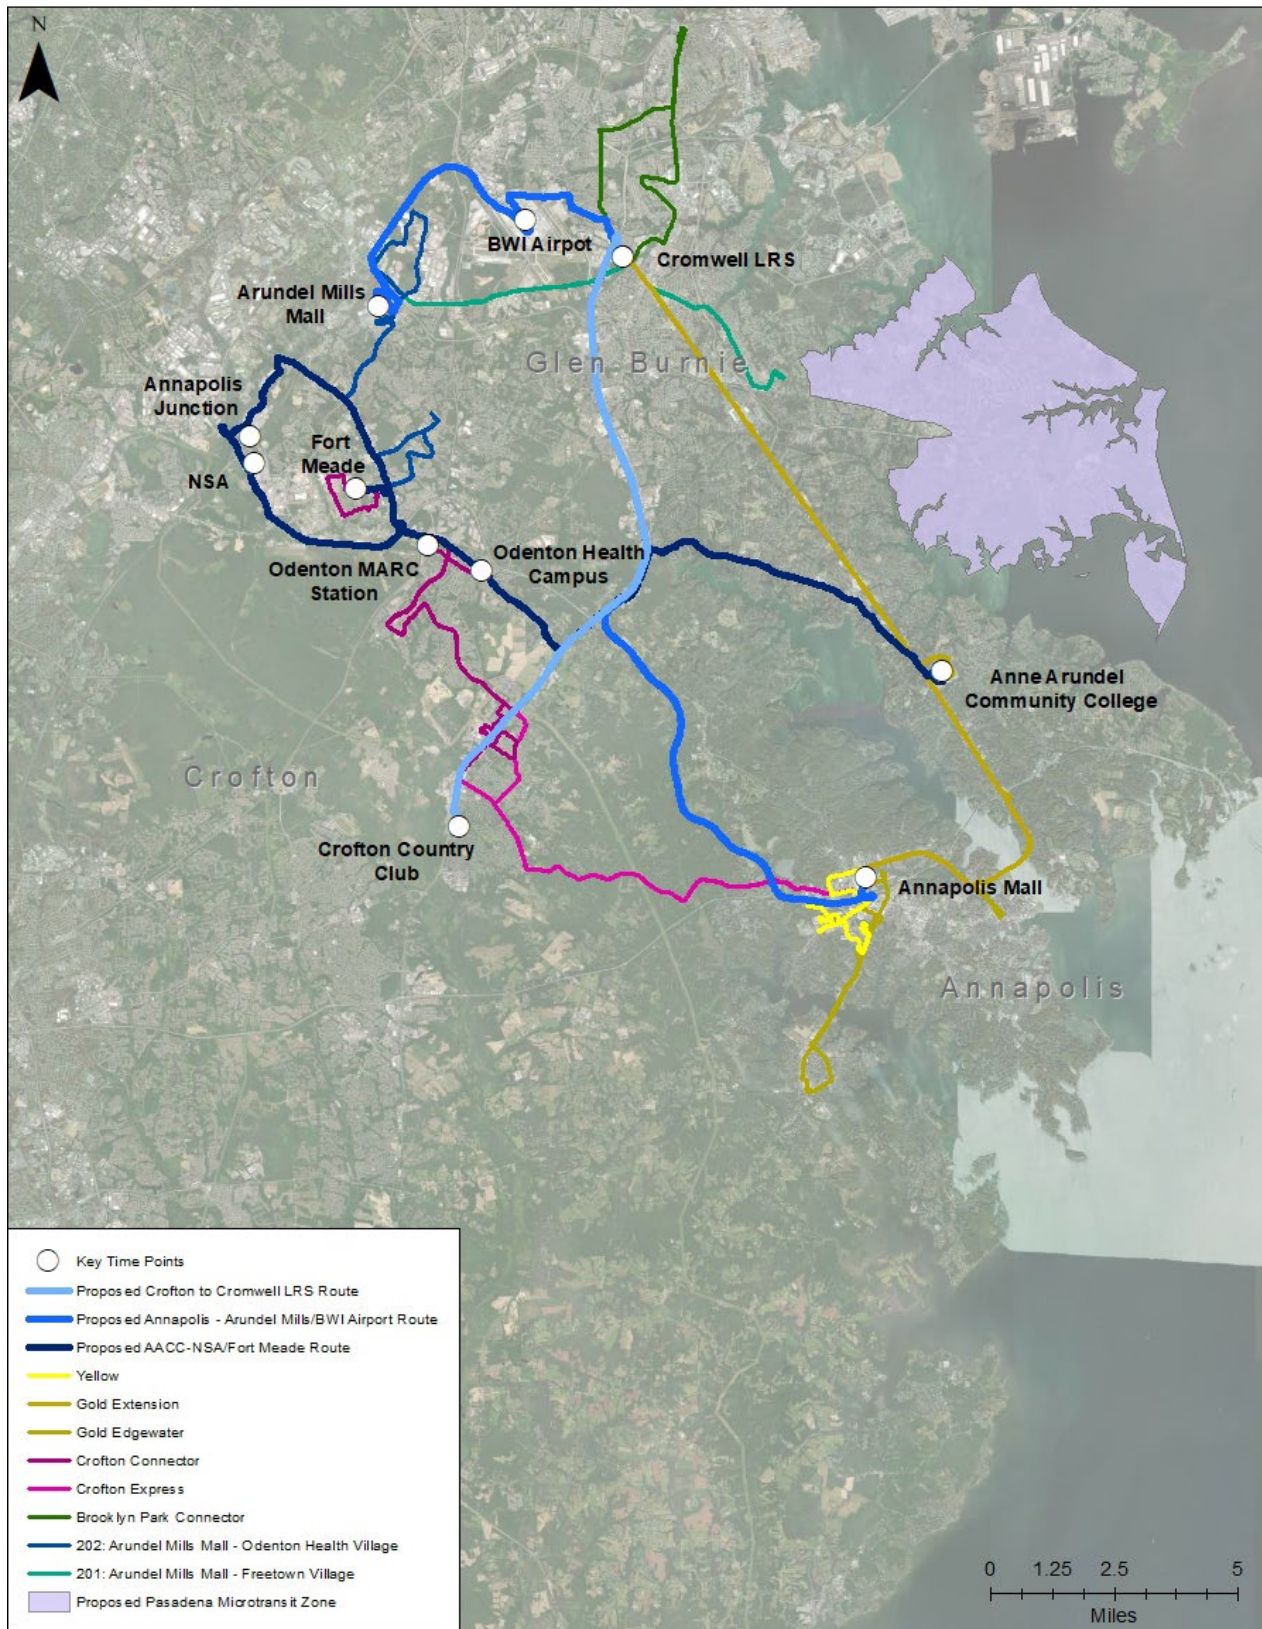 N
BWI Airpot
Cromwell LRS
Arundel Mills
Mall
Glen Burnie
Annapolis
Junction
Fort
Meade
NSA
Odenton Health
Campus
Odenton MARC
Station
Anne Arundel
Community College
Crofton
Crofton Country
Club
Annapolis Mall
Annapolis
Key Time Points
Proposed Crofton to Cromwell LRS Route
Proposed Annapolis - Arundel Mills/BWI Airport Route
Proposed AACC-NSA/Fort Meade Route
Yellow
Gold Extension
Gold Edgewater
Crofton Connector
Crofton Express
Brooklyn Park Connector
202: Arundel Mills Mall - Odenton Health Village
201: Arundel Mills Mall - Freetown Village
Proposed Pasadena Microtransit Zone
0 1.25 2.5 5
Miles